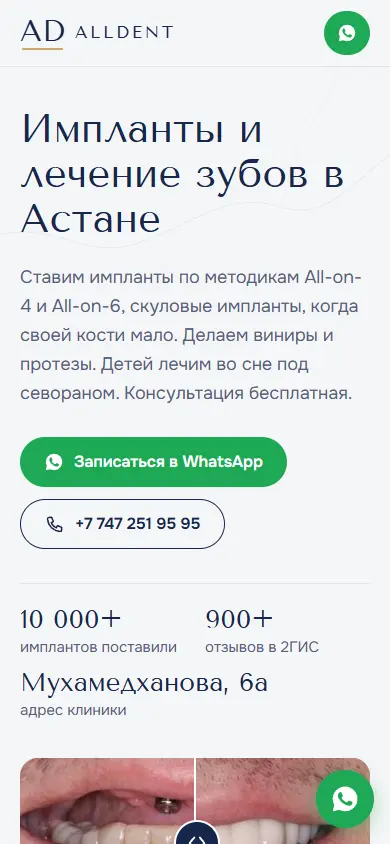 AD ALLDENT
Импланты и
лечение зубов в
Астане
Ставим импланты по методикам All-on-
4 и All-on-6, скуловые импланты, когда
своей кости мало. Делаем виниры и
протезы. Детей лечим во сне под
севораном. Консультация бесплатная.
Записаться в WhatsApp
+7 747 251 95 95
10 000+
имплантов поставили
900+
отзывов в 2ГИС
Мухамедханова, 6а
адрес клиники